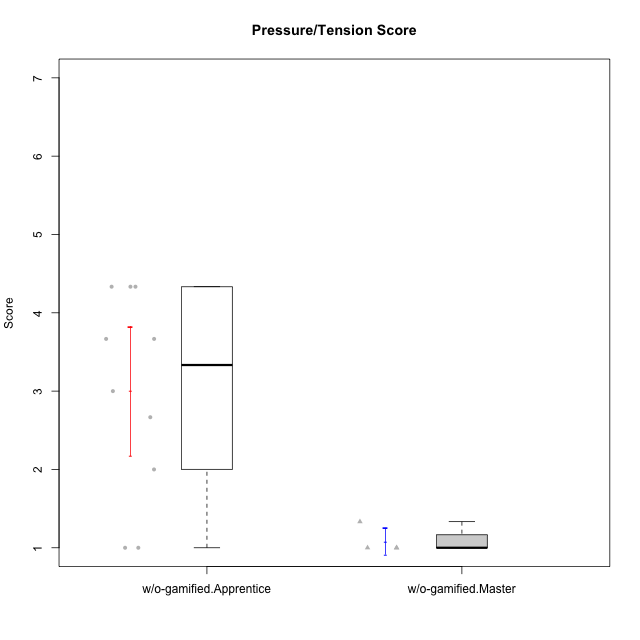 Pressure/Tension Score
7
6
5
4
3
2
1
Score
w/o-gamified.Apprentice
w/o-gamified.Master